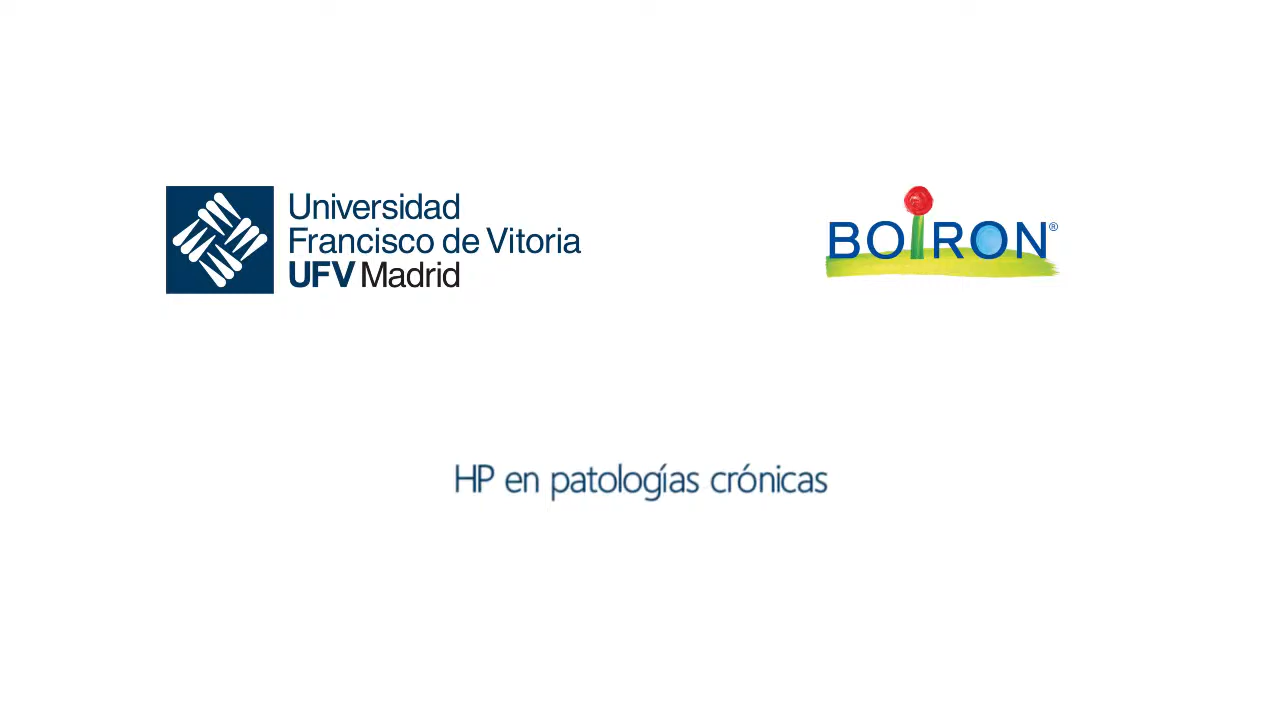 Universidad
Francisco de Vitoria
UFV Madrid
BOIRON®
HP en patologías crónicas